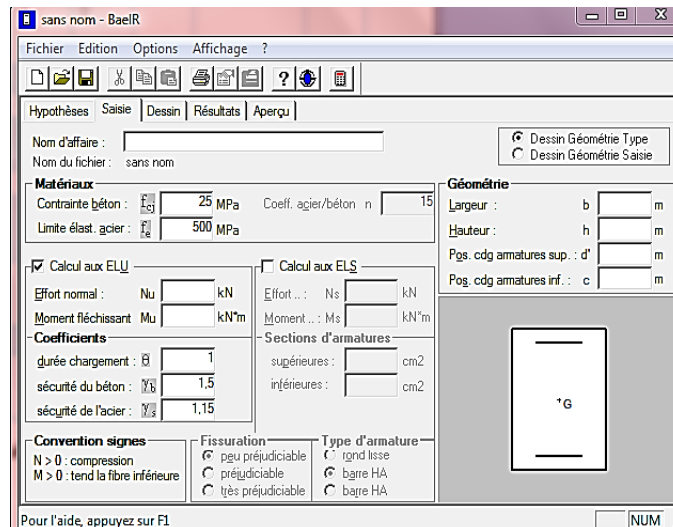 sans nom - BaelR
Fichier Edition Options Affichage ?
Hypothèses Saisie Dessin Résultats Aperçu
Nom d'affaire :
Nom du fichier : sans nom
Dessin Géométrie Type
Dessin Géométrie Saisie
Matériaux
Contrainte béton : fcj 25 MPa Coeff. acier/béton n 15
Limite élast. acier : fe 500 MPa
Géométrie
Largeur : b m
Hauteur : h m
Pos. cdg armatures sup. : d' m
Pos. cdg armatures inf. : c m
Calcul aux ELU
Effort normal : Nu kN
Moment fléchissant Mu kN*m
Coefficients
durée chargement : θ 1
sécurité du béton : γb 1,5
sécurité de l'acier : γs 1,15
Calcul aux ELS
Effort .. : Ns kN
Moment .. : Ms kN*m
Sections d'armatures
supérieures : cm2
inférieures : cm2
+G
Convention signes
N > 0 : compression
M > 0 : tend la fibre inférieure
Fissuration
peu préjudiciable
préjudiciable
très préjudiciable
Type d'armature
rond lisse
barre HA
barre HA
Pour l'aide, appuyez sur F1
NUM